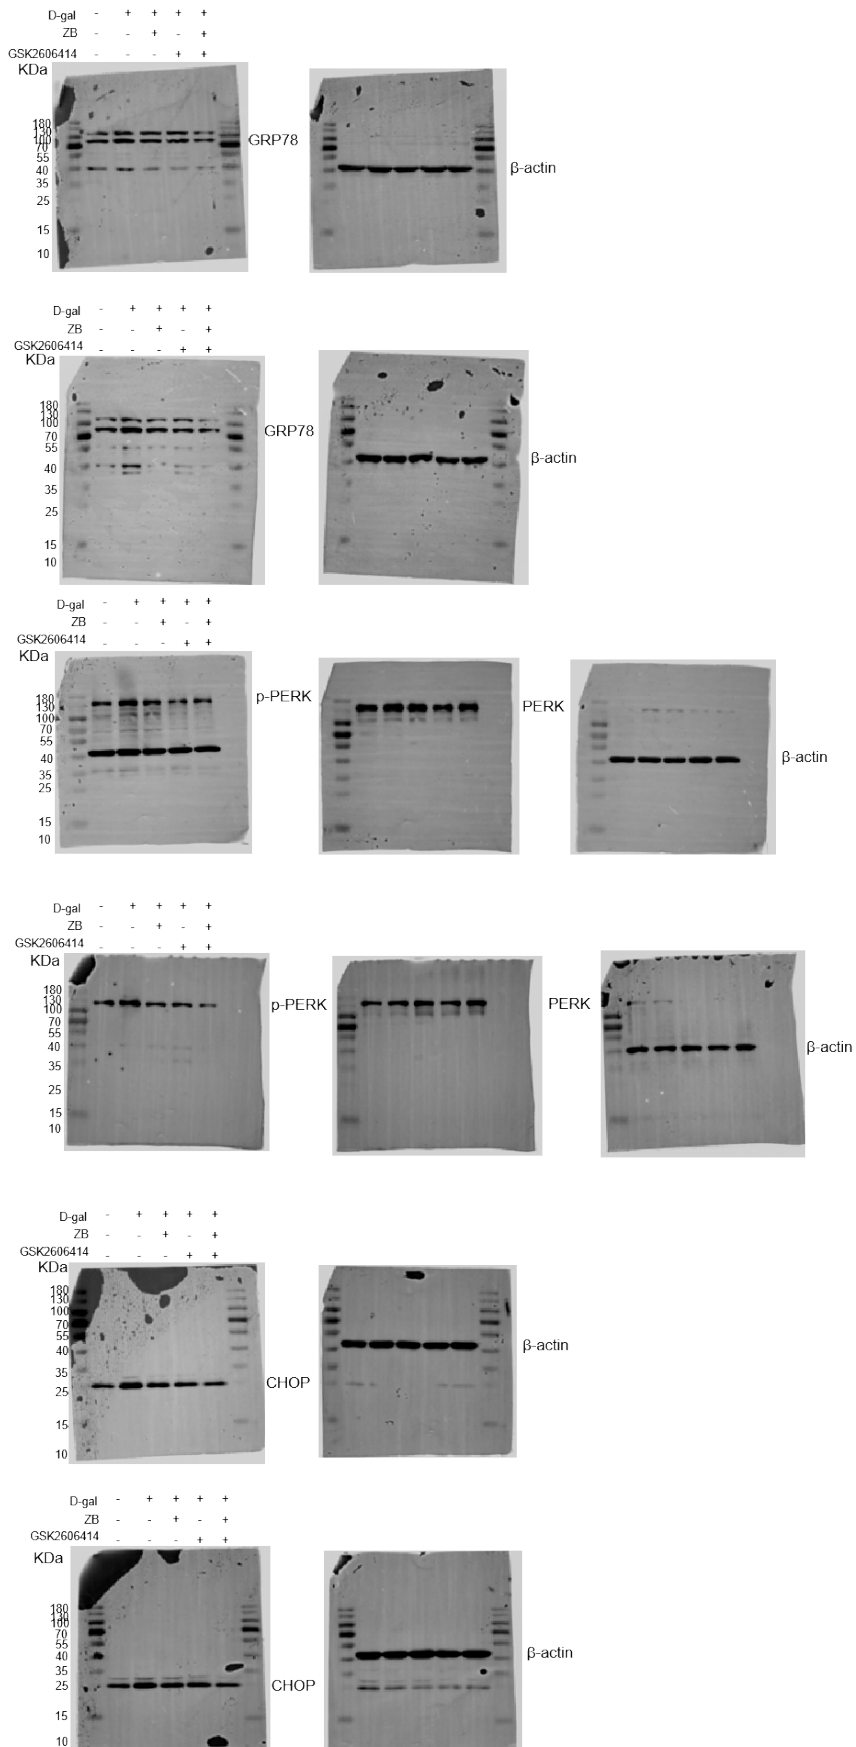 D-gal - + + + +
ZB - - + - +
GSK2606414 - - - + +
KDa
180
130
100
70
55
40
35
25
15
10
GRP78
β-actin
D-gal - + + + +
ZB - - + - +
GSK2606414 - - - + +
KDa
180
130
100
70
55
40
35
25
15
10
GRP78
β-actin
D-gal - + + + +
ZB - - + - +
GSK2606414 - - - + +
KDa
180
130
100
70
55
40
35
25
15
10
p-PERK
PERK
β-actin
D-gal - + + + +
ZB - - + - +
GSK2606414 - - - + +
KDa
180
130
100
70
55
40
35
25
15
10
p-PERK
PERK
β-actin
D-gal - + + + +
ZB - - + - +
GSK2606414 - - - + +
KDa
180
130
100
70
55
40
35
25
15
10
CHOP
β-actin
D-gal - + + + +
ZB - - + - +
GSK2606414 - - - + +
KDa
180
130
100
70
55
40
35
25
15
10
CHOP
β-actin